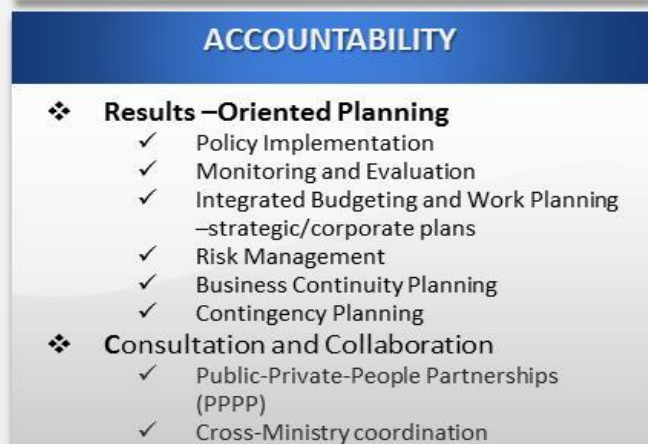 ACCOUNTABILITY
❖ Results –Oriented Planning
✓ Policy Implementation
✓ Monitoring and Evaluation
✓ Integrated Budgeting and Work Planning
–strategic/corporate plans
✓ Risk Management
✓ Business Continuity Planning
✓ Contingency Planning
❖ Consultation and Collaboration
✓ Public-Private-People Partnerships
(PPPP)
✓ Cross-Ministry coordination